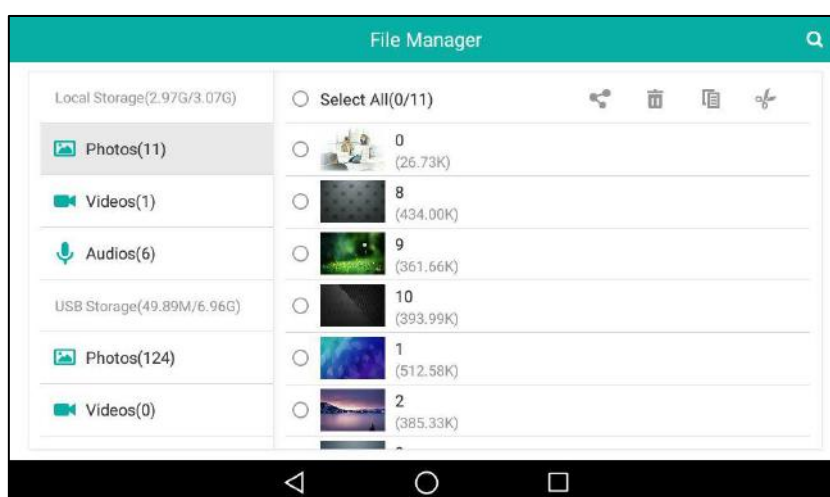 File Manager
Local Storage(2.97G/3.07G)
Photos(11)
Videos(1)
Audios(6)
USB Storage(49.89M/6.96G)
Photos(124)
Videos(0)
Select All(0/11)
0
(26.73K)
8
(434.00K)
9
(361.66K)
10
(393.99K)
1
(512.58K)
2
(385.33K)